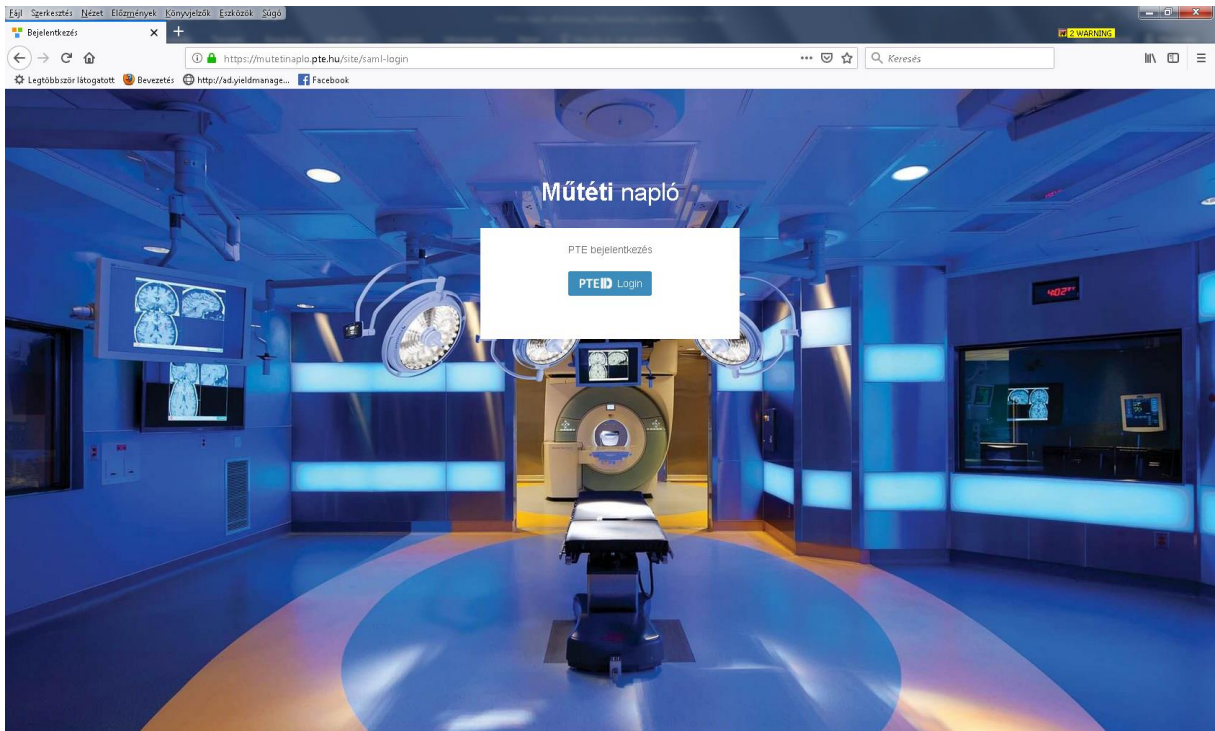 Fájl Szerkesztés Nézet Előzmények Könyvjelzők Eszközök Súgó
Bejelentkezés
2 WARNING
https://mutetinaplo.pte.hu/site/saml-login
Keresés
Legtöbbször látogatott Bevezetés http://ad.yieldmanage... Facebook
Műtéti napló
PTE bejelentkezés
PTEID Login